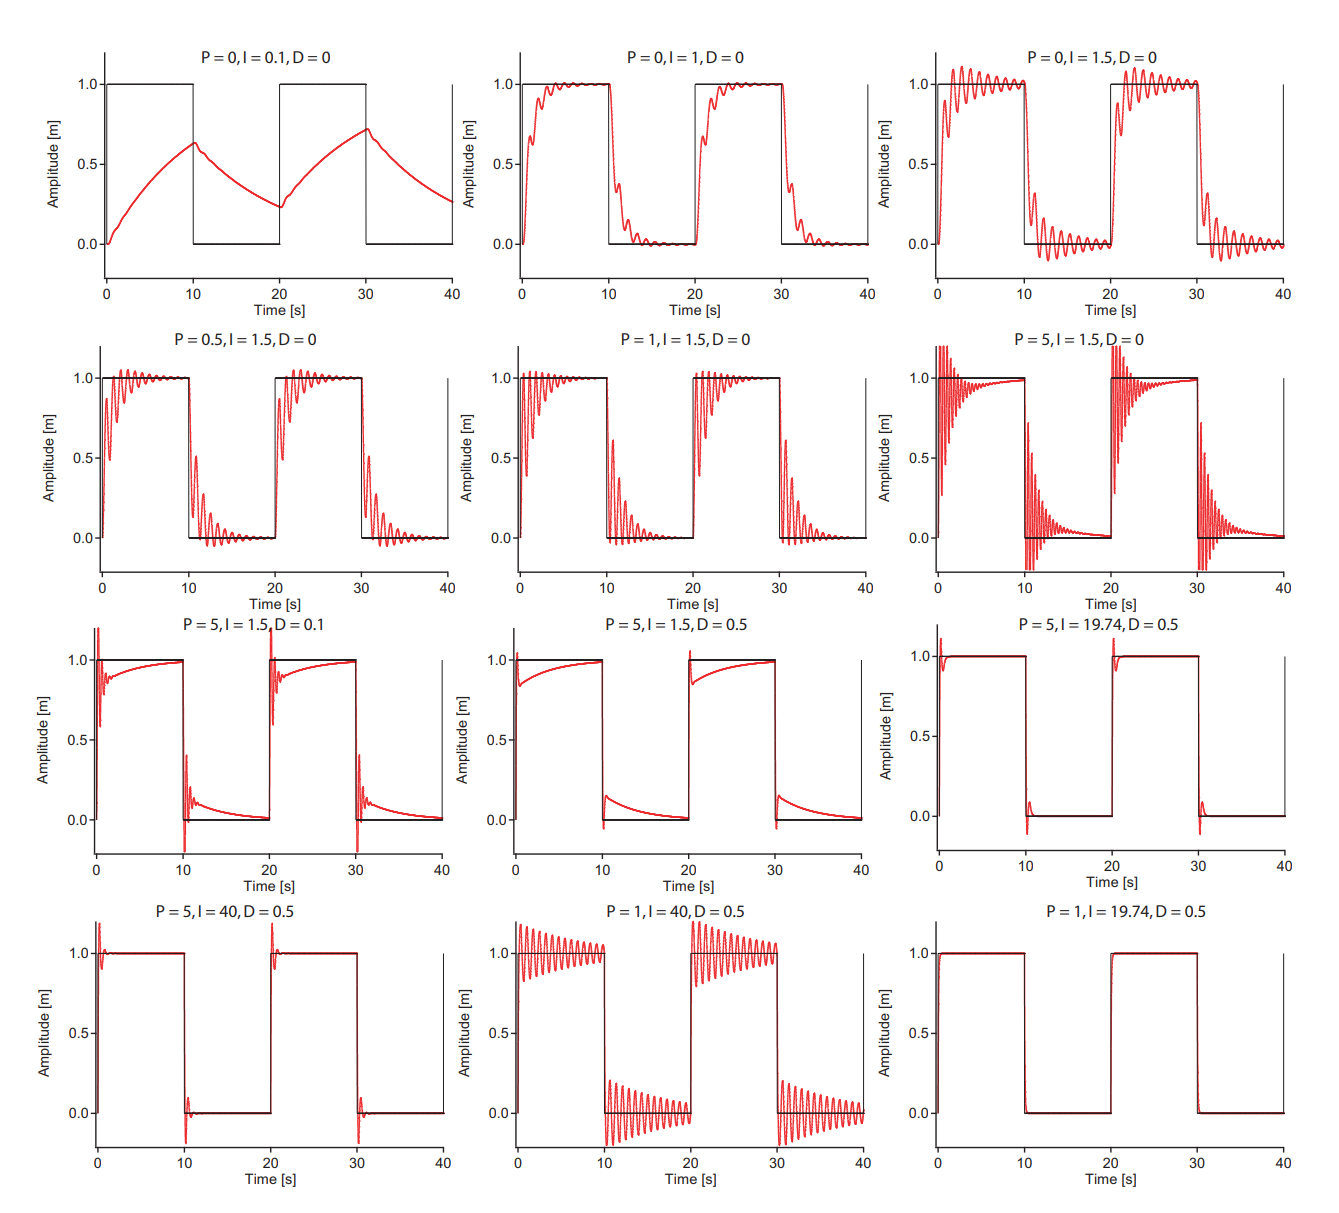 P = 0, I = 0.1, D = 0
P = 0, I = 1, D = 0
P = 0, I = 1.5, D = 0
1.0
0.5
0.0
Amplitude [m]
0 10 20 30 40
Time [s]
1.0
0.5
0.0
Amplitude [m]
0 10 20 30 40
Time [s]
1.0
0.5
0.0
Amplitude [m]
0 10 20 30 40
Time [s]
P = 0.5, I = 1.5, D = 0
P = 1, I = 1.5, D = 0
P = 5, I = 1.5, D = 0
1.0
0.5
0.0
Amplitude [m]
0 10 20 30 40
Time [s]
1.0
0.5
0.0
Amplitude [m]
0 10 20 30 40
Time [s]
1.0
0.5
0.0
Amplitude [m]
0 10 20 30 40
Time [s]
P = 5, I = 1.5, D = 0.1
P = 5, I = 1.5, D = 0.5
P = 5, I = 19.74, D = 0.5
1.0
0.5
0.0
Amplitude [m]
0 10 20 30 40
Time [s]
1.0
0.5
0.0
Amplitude [m]
0 10 20 30 40
Time [s]
1.0
0.5
0.0
Amplitude [m]
0 10 20 30 40
Time [s]
P = 5, I = 40, D = 0.5
P = 1, I = 40, D = 0.5
P = 1, I = 19.74, D = 0.5
1.0
0.5
0.0
Amplitude [m]
0 10 20 30 40
Time [s]
1.0
0.5
0.0
Amplitude [m]
0 10 20 30 40
Time [s]
1.0
0.5
0.0
Amplitude [m]
0 10 20 30 40
Time [s]